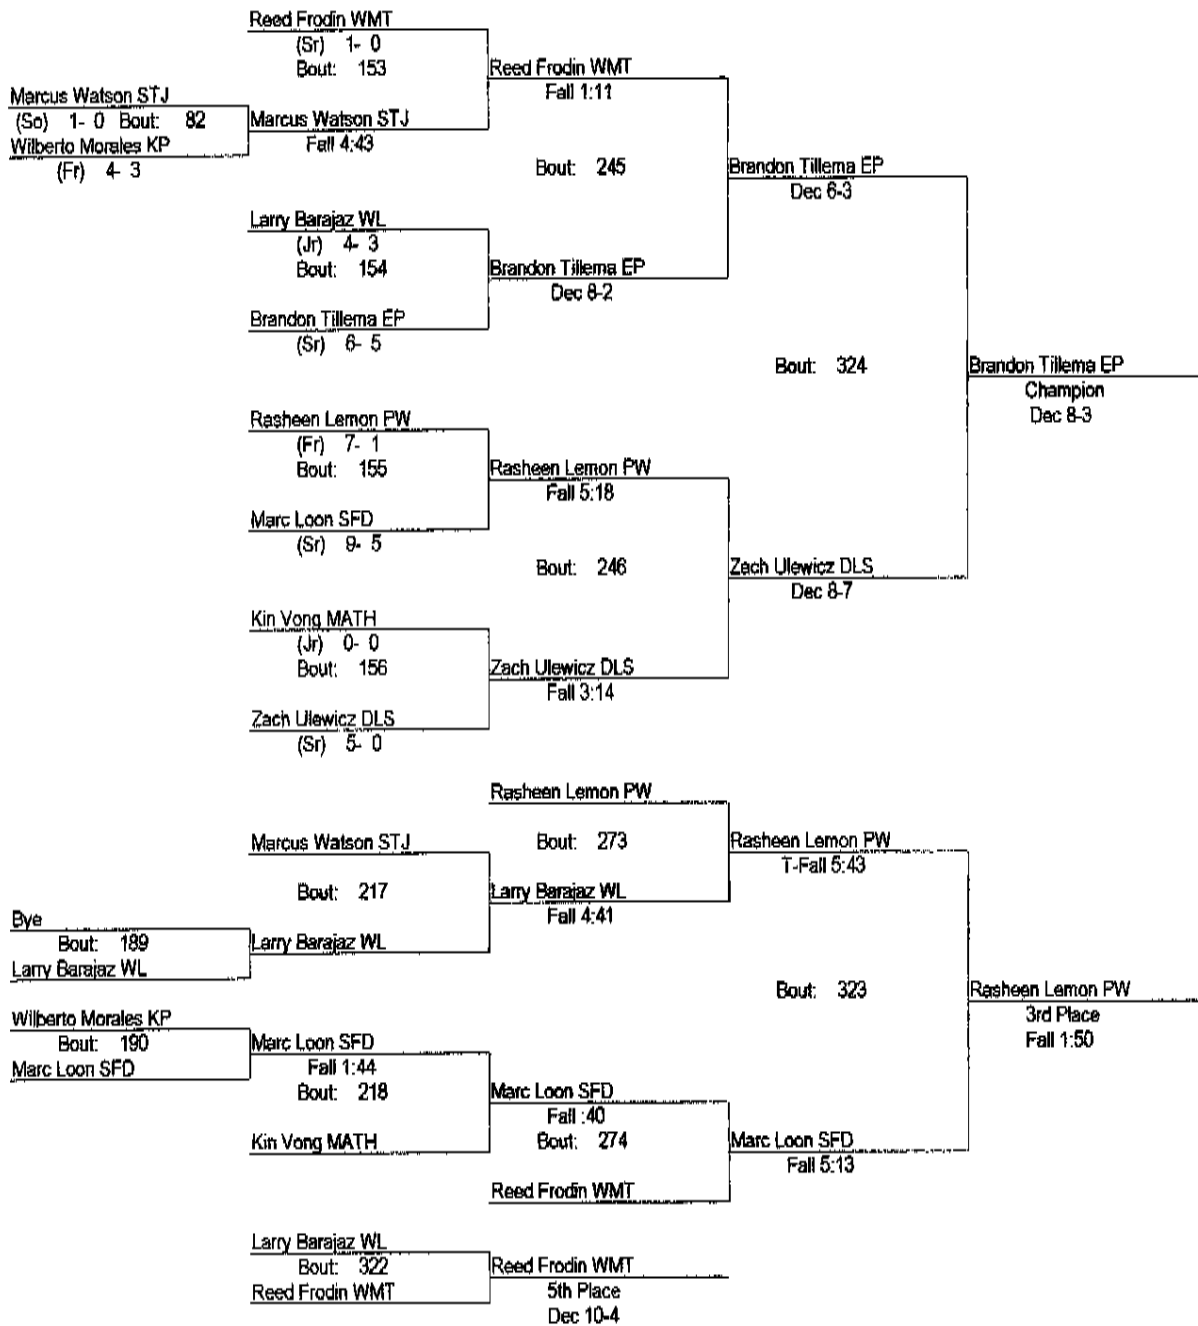 Reed Frodin WMT
(Sr) 1- 0
Bout: 153
Reed Frodin WMT
Fall 1:11
Marcus Watson STJ
(So) 1- 0 Bout: 82
Marcus Watson STJ
Fall 4:43
Wilberto Morales KP
(Fr) 4- 3
Bout: 245
Brandon Tillema EP
Dec 6-3
Larry Barajaz WL
(Jr) 4- 3
Bout: 154
Brandon Tillema EP
Dec 8-2
Brandon Tillema EP
(Sr) 6- 5
Bout: 324
Brandon Tillema EP
Champion
Dec 8-3
Rasheen Lemon PW
(Fr) 7- 1
Bout: 155
Rasheen Lemon PW
Fall 5:18
Marc Loon SFD
(Sr) 9- 5
Bout: 246
Zach Ulewicz DLS
Dec 8-7
Kin Vong MATH
(Jr) 0- 0
Bout: 156
Zach Ulewicz DLS
Fall 3:14
Zach Ulewicz DLS
(Sr) 5- 0
Rasheen Lemon PW
Bout: 273
Rasheen Lemon PW
T-Fall 5:43
Marcus Watson STJ
Bout: 217
Larry Barajaz WL
Fall 4:41
Bye
Bout: 189
Larry Barajaz WL
Larry Barajaz WL
Bout: 323
Rasheen Lemon PW
3rd Place
Fall 1:50
Wilberto Morales KP
Bout: 190
Marc Loon SFD
Marc Loon SFD
Fall 1:44
Bout: 218
Marc Loon SFD
Fall :40
Bout: 274
Kin Vong MATH
Marc Loon SFD
Fall 5:13
Reed Frodin WMT
Larry Barajaz WL
Bout: 322
Reed Frodin WMT
Reed Frodin WMT
5th Place
Dec 10-4